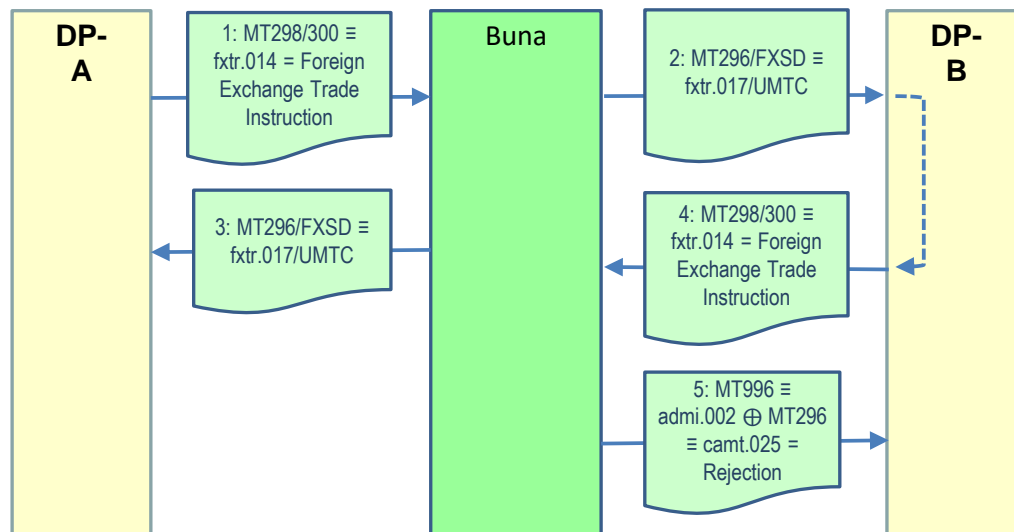 DP-
A
Buna
DP-
B
1: MT298/300 ≡
fxtr.014 = Foreign
Exchange Trade
Instruction
2: MT296/FXSD ≡
fxtr.017/UMTC
3: MT296/FXSD ≡
fxtr.017/UMTC
4: MT298/300 ≡
fxtr.014 = Foreign
Exchange Trade
Instruction
5: MT996 ≡
admi.002 ⊕ MT296
≡ camt.025 =
Rejection